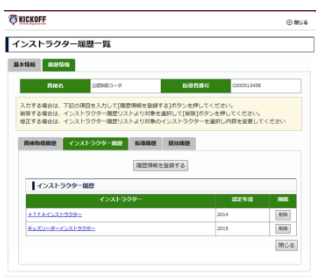 KICKOFF
閉じる
インストラクター履歴一覧
基本情報 履歴情報
資格名 公認NBコーP 指導者番号 C000513458
入力する場合は、下記の項目を入力して[履歴情報を登録する]ボタンを押してください。
削除する場合は、インストラクター履歴リストより対象を選択して[削除]ボタンを押してください。
修正する場合は、インストラクター履歴リストより対象のインストラクターを選択し内容を変更してください
資格取得履歴 インストラクター履歴 指導履歴 競技履歴
履歴情報を登録する
インストラクター履歴
インストラクター 認定年度 削除
47FAインストラクター 2014 削除
キッズリーダーインストラクター 2015 削除
閉じる